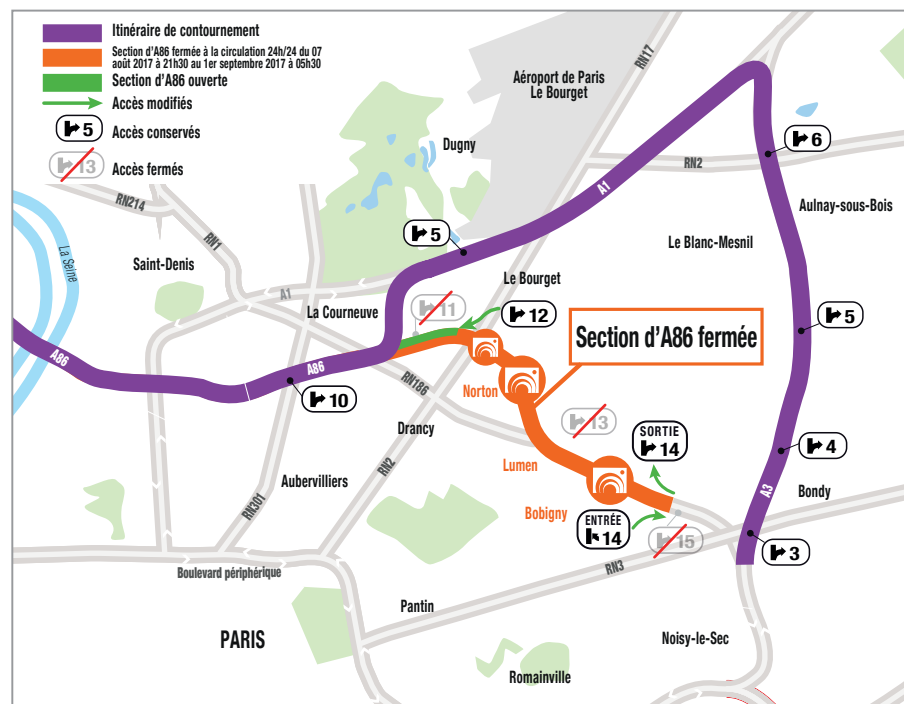 Itinéraire de contournement
Section d'A86 fermée à la circulation 24h/24 du 07
août 2017 à 21h30 au 1er septembre 2017 à 05h30
Section d'A86 ouverte
Accès modifiés
5
Accès conservés
13
Accès fermé
RN17
Aéroport de Paris
Le Bourget
Dugny
6
RN2
A1
RN214
RN1
Aulnay-sous-Bois
5
Le Blanc-Mesnil
La Seine
Saint-Denis
Le Bourget
A1
La Courneuve
11
12
5
Section d'A86 fermée
A86
A86
10
RN186
Norton
13
Drancy
SORTIE
14
4
RN2
Lumen
Aubervilliers
A3
Bondy
RN301
Bobigny
ENTRÉE
14
15
3
Boulevard périphérique
RN3
Pantin
PARIS
Noisy-le-Sec
Romainville